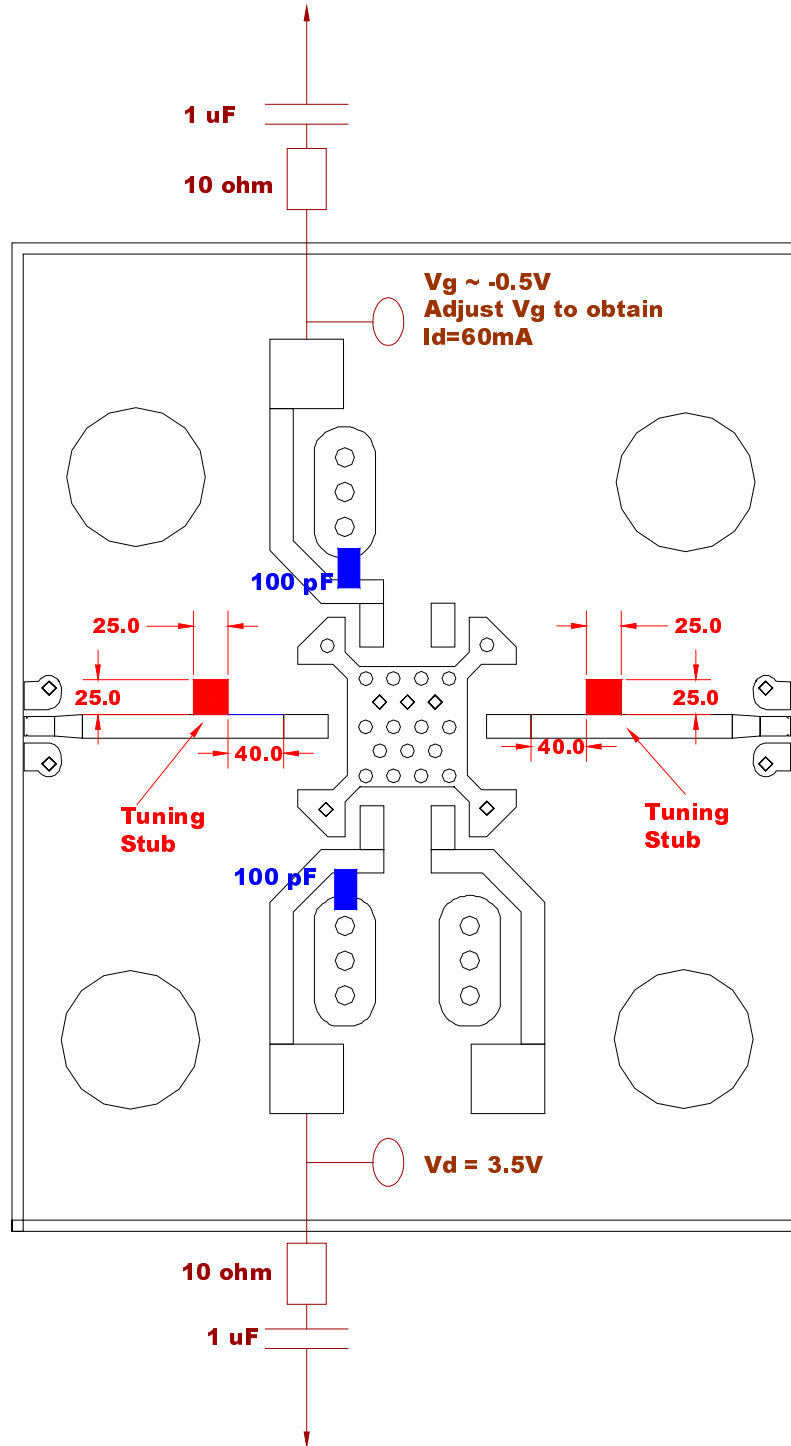 1 uF
10 ohm
Vg ~ -0.5V
Adjust Vg to obtain
Id=60mA
100 pF
25.0
25.0
25.0
25.0
40.0
40.0
Tuning
Stub
Tuning
Stub
100 pF
Vd = 3.5V
10 ohm
1 uF